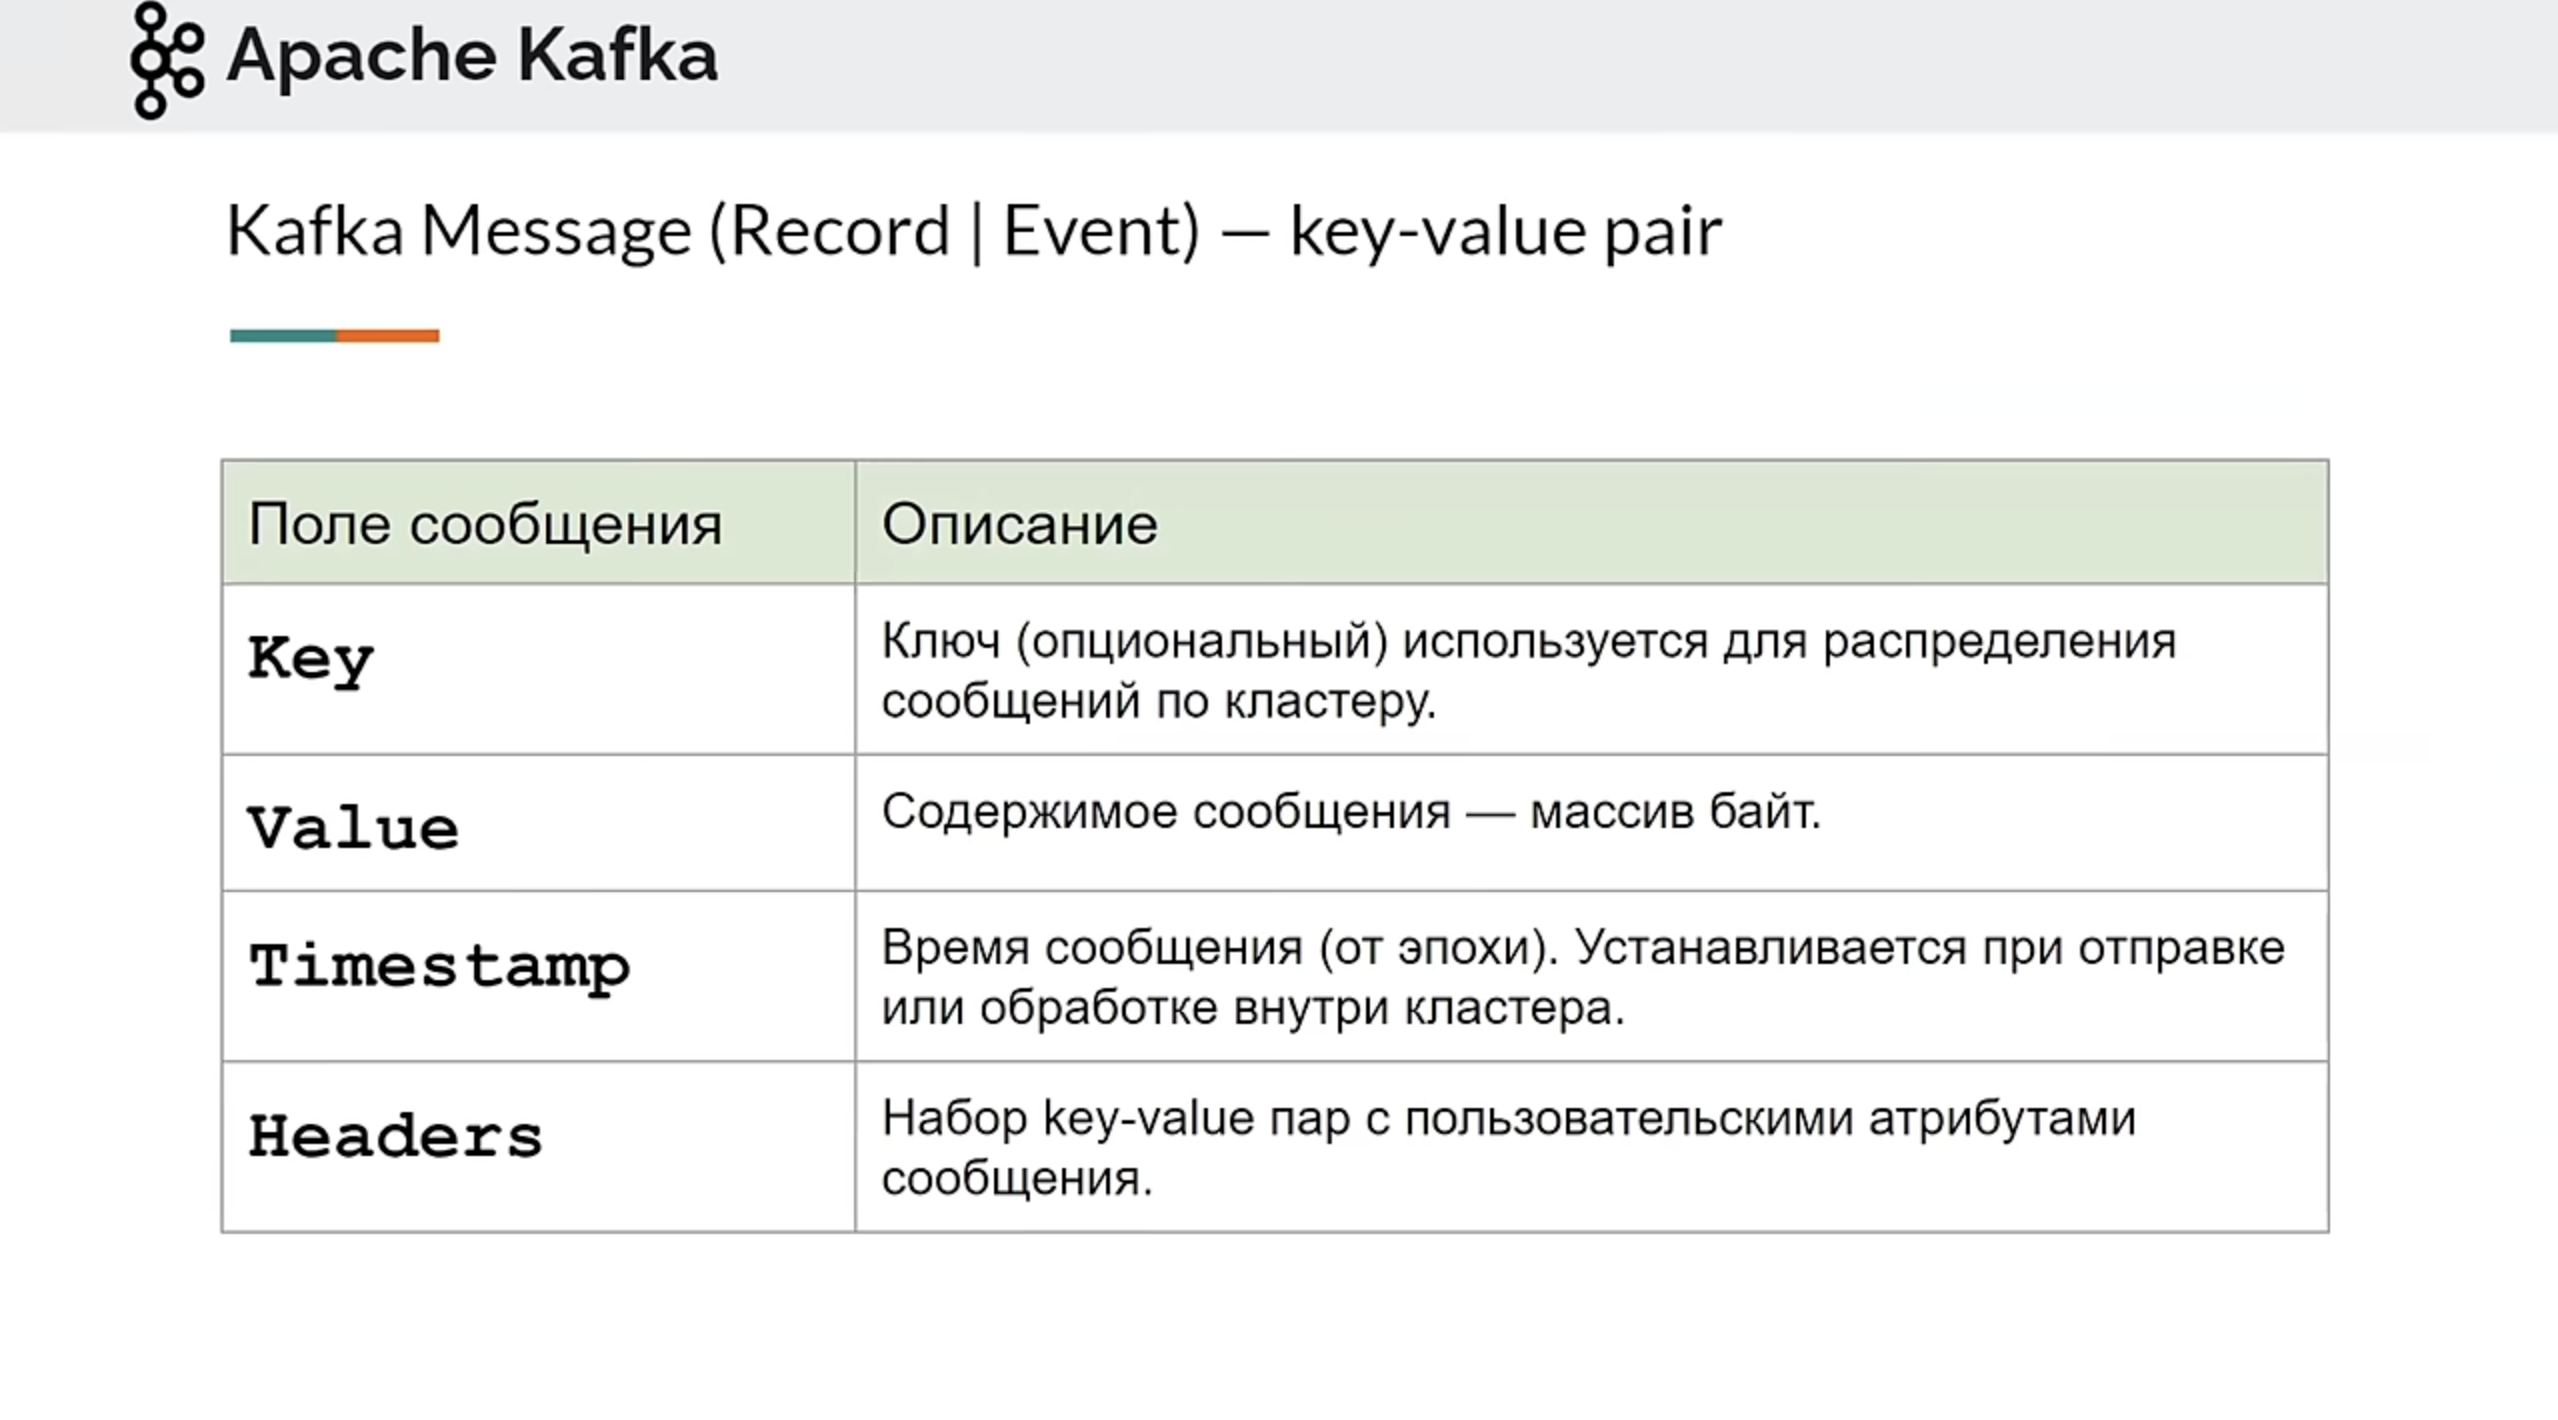 Apache Kafka
Kafka Message (Record | Event) — key-value pair
Поле сообщения
Описание
Key
Ключ (опциональный) используется для распределения
сообщений по кластеру.
Value
Содержимое сообщения — массив байт.
Timestamp
Время сообщения (от эпохи). Устанавливается при отправке
или обработке внутри кластера.
Headers
Набор key-value пар с пользовательскими атрибутами
сообщения.